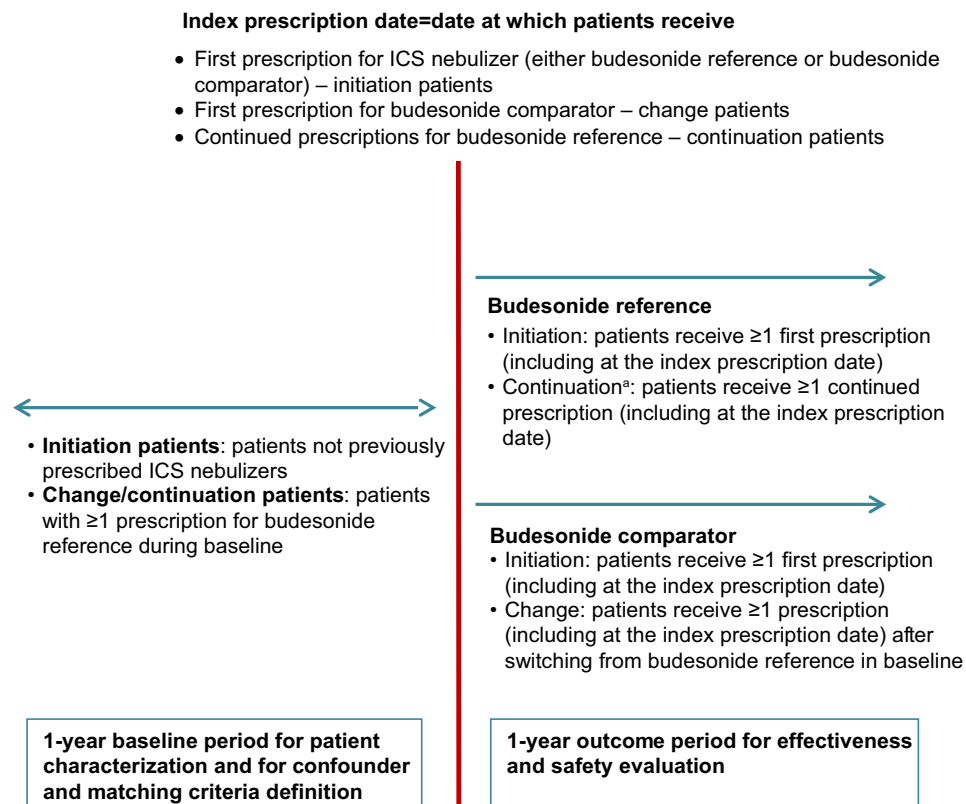 Index prescription date=date at which patients receive
• First prescription for ICS nebulizer (either budesonide reference or budesonide
comparator) – initiation patients
• First prescription for budesonide comparator – change patients
• Continued prescriptions for budesonide reference – continuation patients
• Initiation patients: patients not previously
prescribed ICS nebulizers
• Change/continuation patients: patients
with ≥1 prescription for budesonide
reference during baseline
Budesonide reference
• Initiation: patients receive ≥1 first prescription
(including at the index prescription date)
• Continuationᵃ: patients receive ≥1 continued
prescription (including at the index prescription
date)
Budesonide comparator
• Initiation: patients receive ≥1 first prescription
(including at the index prescription date)
• Change: patients receive ≥1 prescription
(including at the index prescription date) after
switching from budesonide reference in baseline
1-year baseline period for patient
characterization and for confounder
and matching criteria definition
1-year outcome period for effectiveness
and safety evaluation